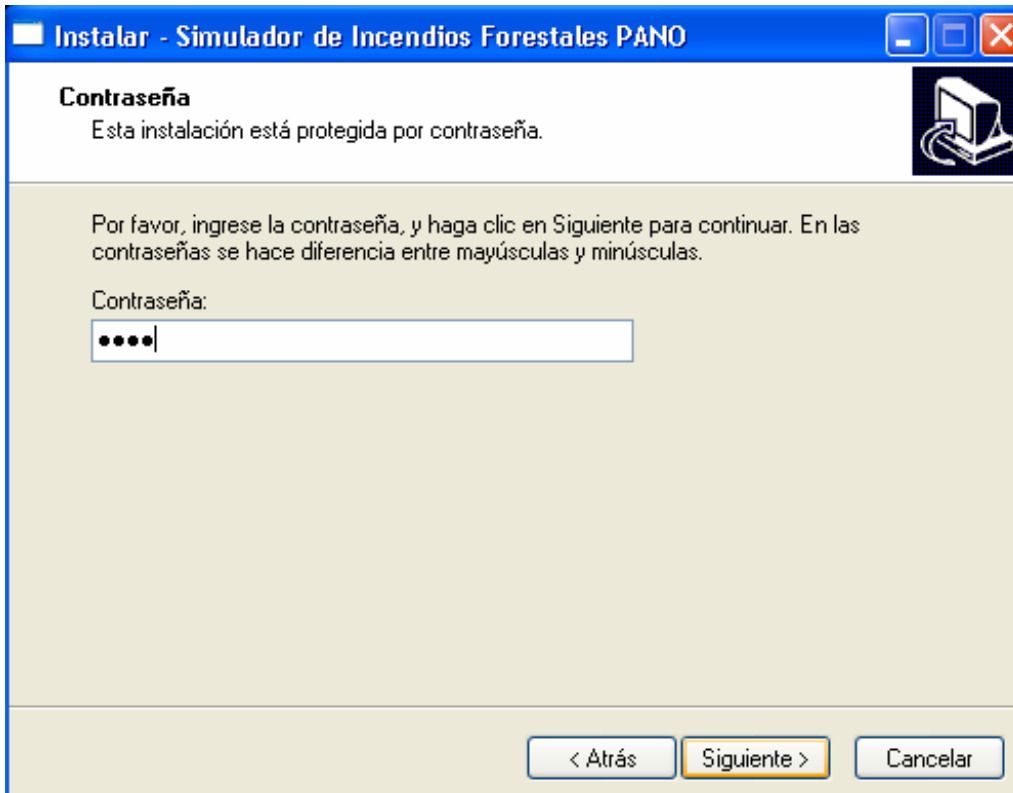 Instalar - Simulador de Incendios Forestales PANO
Contraseña
Esta instalación está protegida por contraseña.
Por favor, ingrese la contraseña, y haga clic en Siguiente para continuar. En las
contraseñas se hace diferencia entre mayúsculas y minúsculas.
Contraseña:
••••
< Atrás
Siguiente >
Cancelar